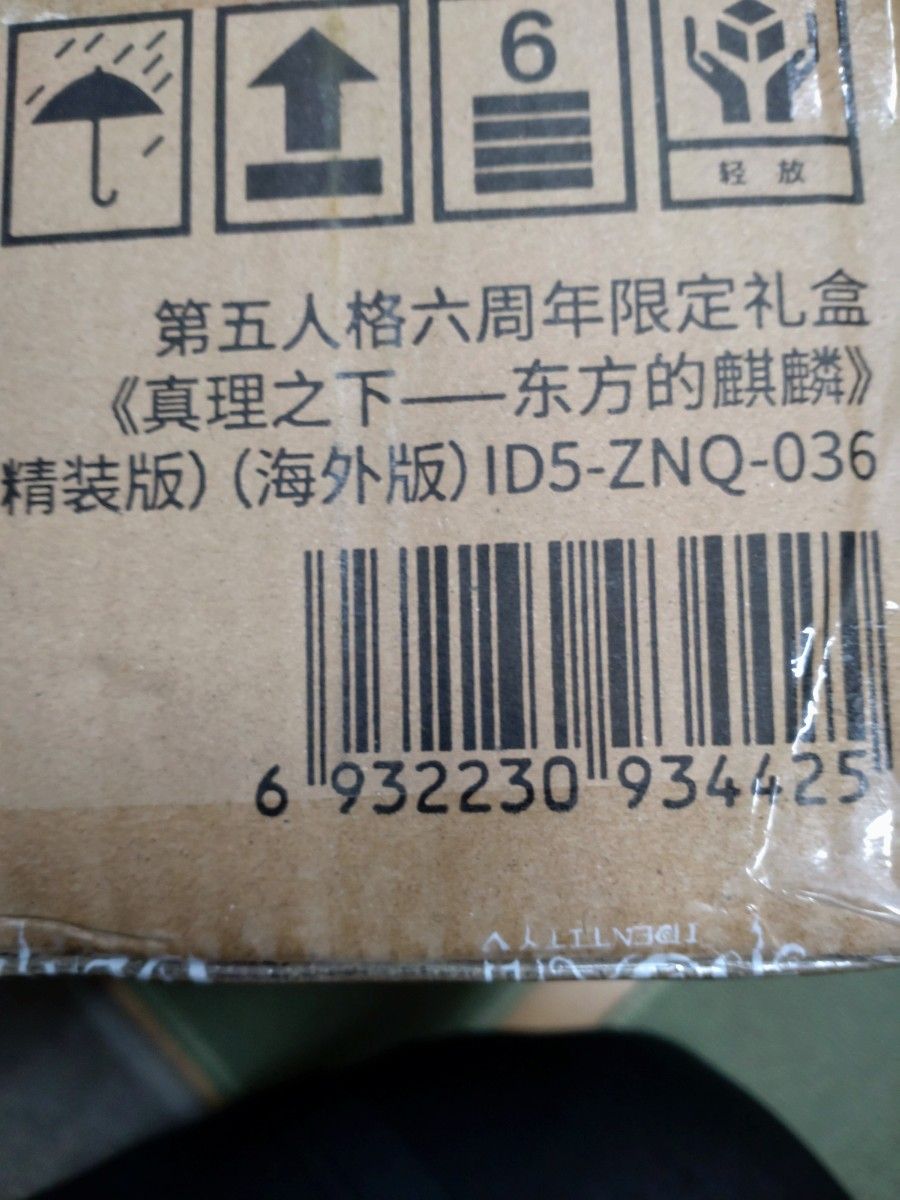 6
轻放
第五人格六周年限定礼盒
《真理之下——东方的麒麟》
精装版）(海外版）ID5-ZNQ-036
6 932230 934425
IDENTITY V